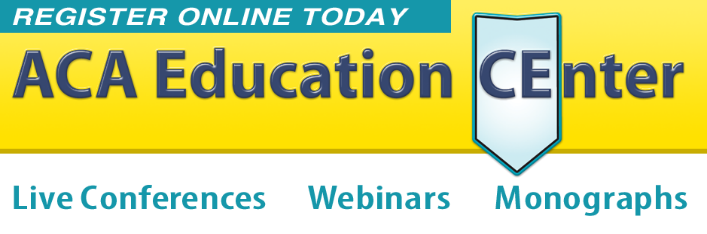 REGISTER ONLINE TODAY
ACA Education CEnter
Live Conferences Webinars Monographs